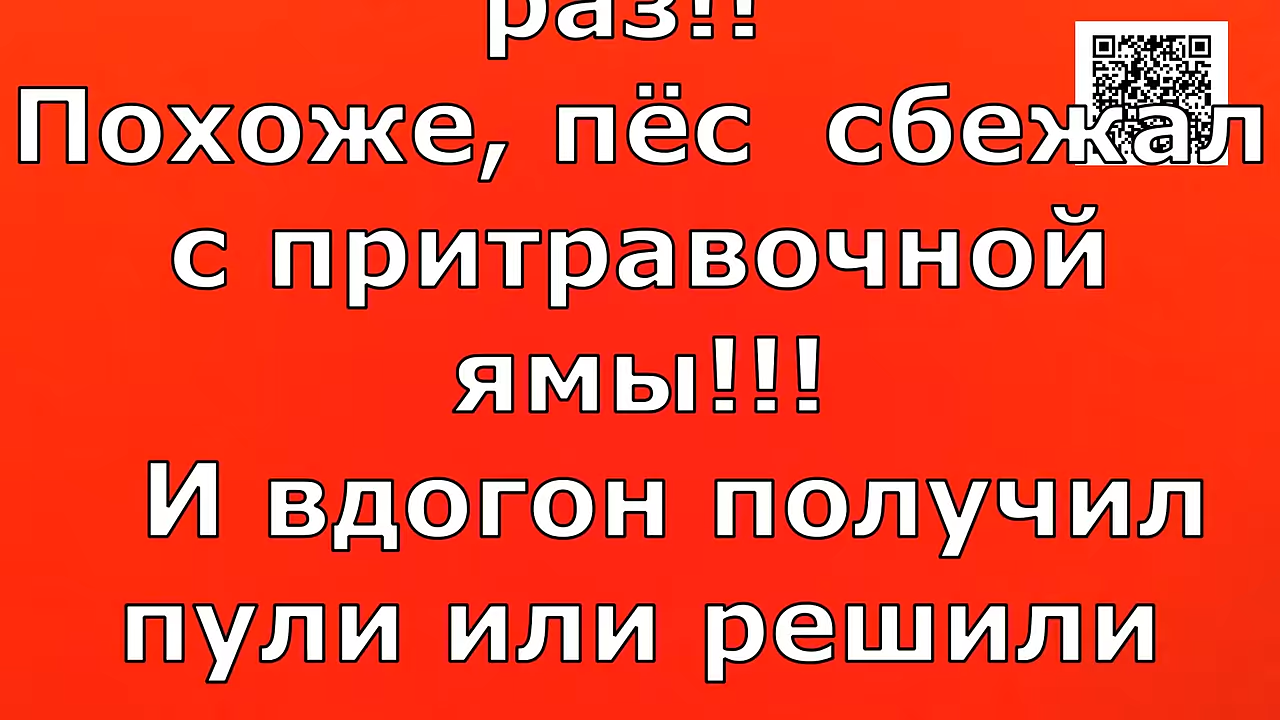 раз!!
Похоже, пёс  сбежал
с притравочной
ямы!!!
И вдогон получил
пули или решили